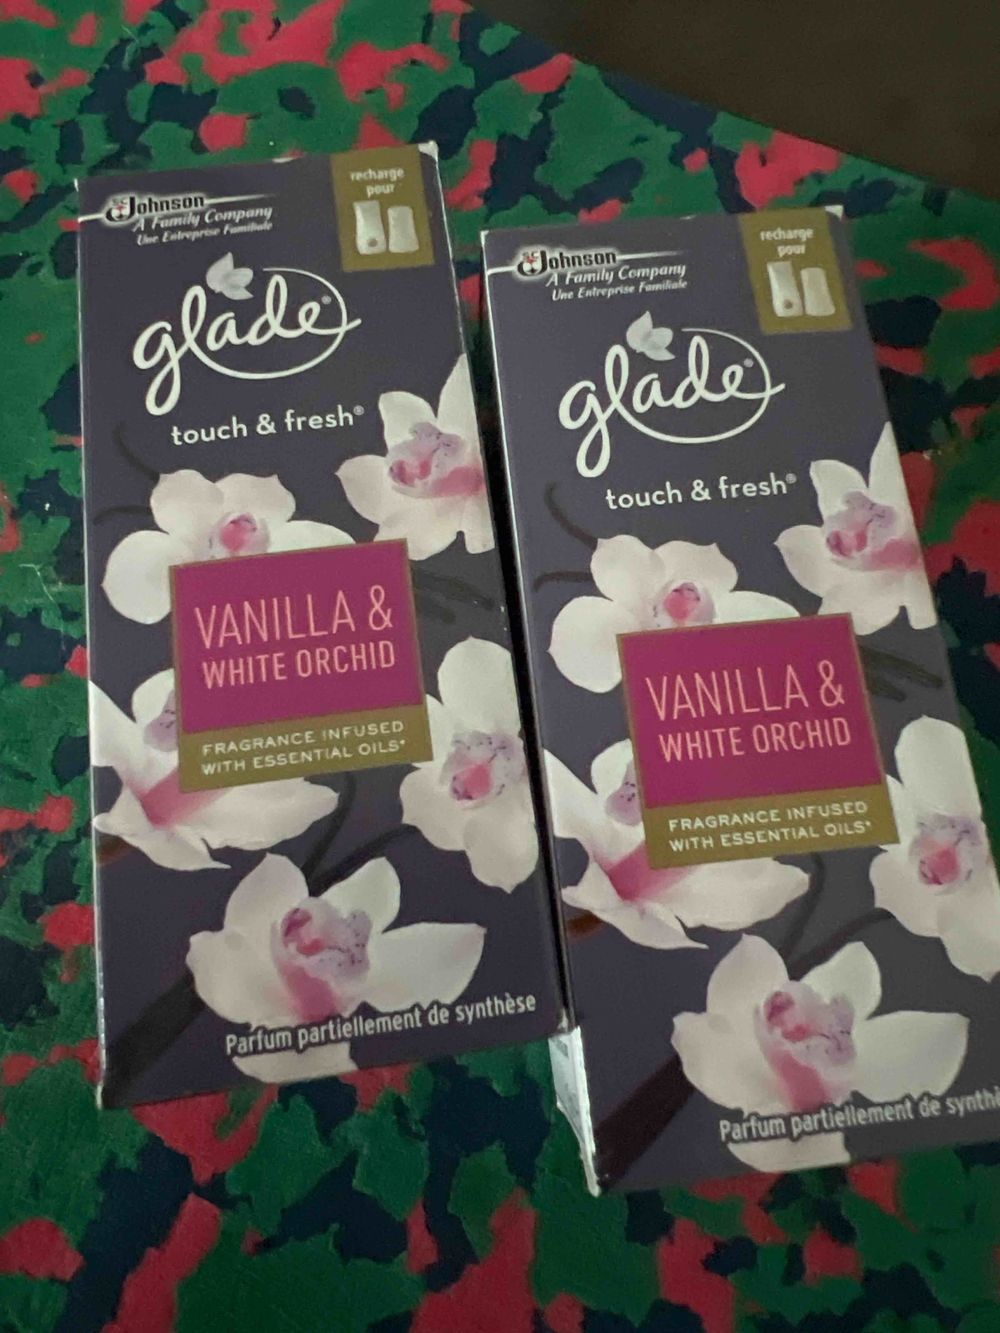 SC Johnson
A Family Company
Une Entreprise Familiale
recharge
pour
glade®
touch & fresh®
VANILLA &
WHITE ORCHID
FRAGRANCE INFUSED
WITH ESSENTIAL OILS*
Parfum partiellement de synthèse
SC Johnson
A Family Company
Une Entreprise Familiale
recharge
pour
glade®
touch & fresh®
VANILLA &
WHITE ORCHID
FRAGRANCE INFUSED
WITH ESSENTIAL OILS*
Parfum partiellement de synthè